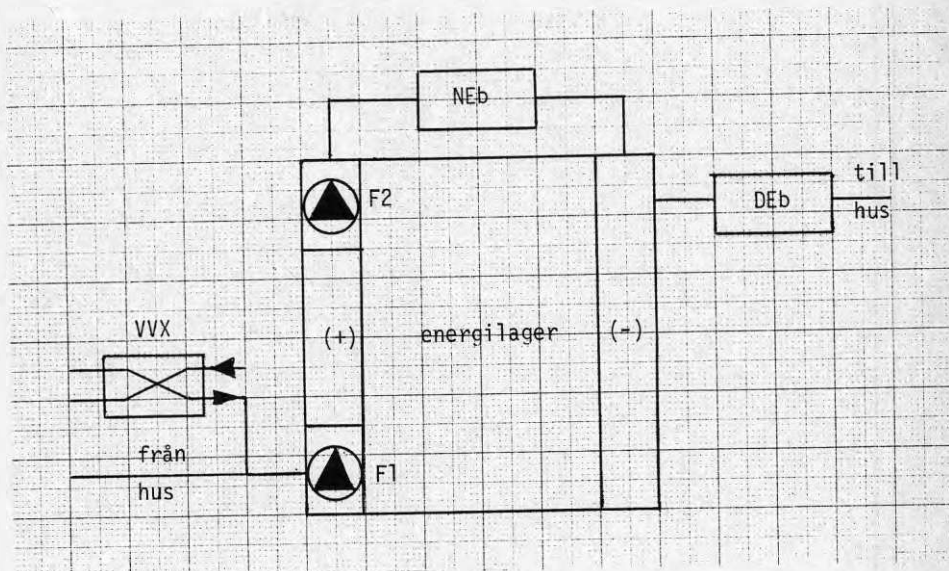 NEb
F2
DEb
till
hus
VVX
(+)
energilager
(-)
från
hus
F1